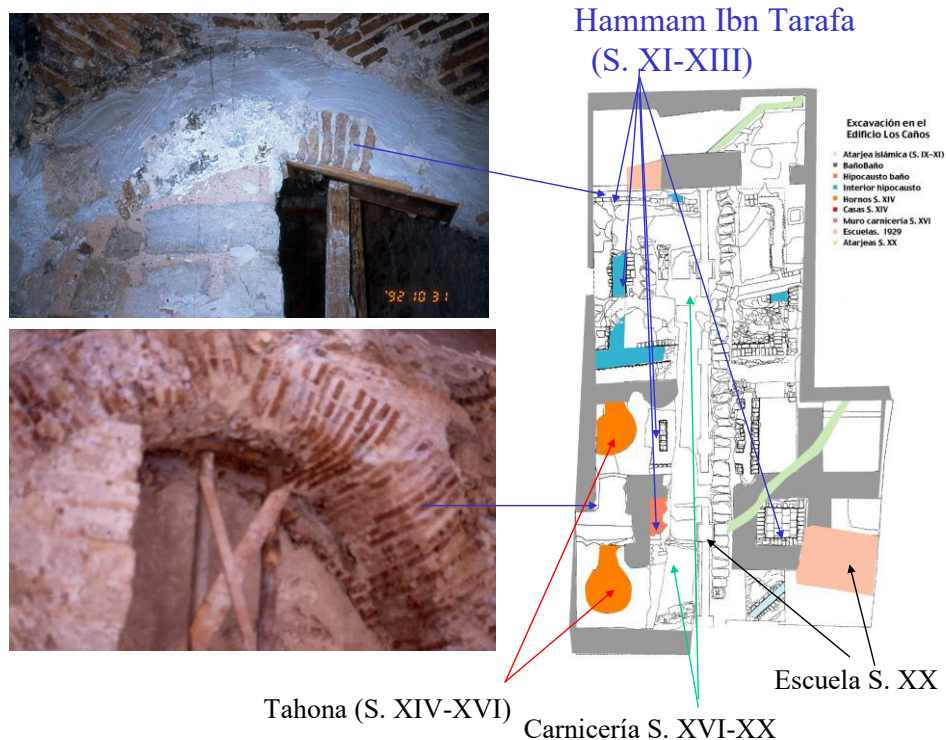 Hammam Ibn Tarafa
(S. XI-XIII)
'92 10 31
Excavación en el
Edificio Los Caños
Atarjea islámica (S. IX-XI)
BañoBaño
Hipocausto baño
Interior hipocausto
Hornos S. XIV
Casas S. XIV
Muro carnicería S. XVI
Escuelas. 1929
Atarjeas S. XX
Escuela S. XX
Tahona (S. XIV-XVI)
Carnicería S. XVI-XX